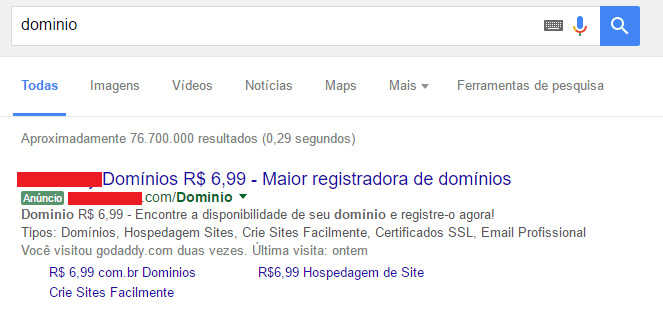 dominio
Todas Imagens Vídeos Notícias Maps Mais Ferramentas de pesquisa
Aproximadamente 76.700.000 resultados (0,29 segundos)
Domínios R$ 6,99 - Maior registradora de domínios
Anúncio .com/Dominio
Dominio R$ 6,99 - Encontre a disponibilidade de seu dominio e registre-o agora!
Tipos: Domínios, Hospedagem Sites, Crie Sites Facilmente, Certificados SSL, Email Profissional
Você visitou godaddy.com duas vezes. Última visita: ontem
R$ 6,99 com.br Dominios R$6,99 Hospedagem de Site
Crie Sites Facilmente